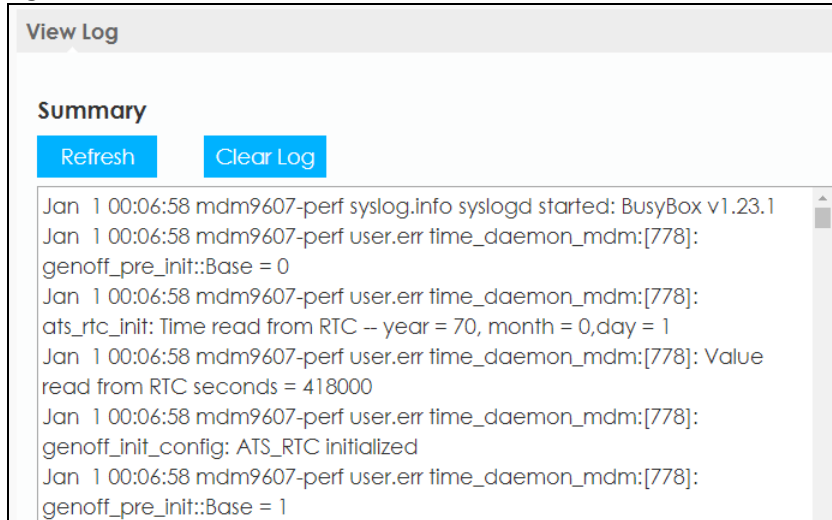 View Log
Summary
Refresh Clear Log
Jan  1 00:06:58 mdm9607-perf syslog.info syslogd started: BusyBox v1.23.1
Jan  1 00:06:58 mdm9607-perf user.err time_daemon_mdm:[778]:
genoff_pre_init::Base = 0
Jan  1 00:06:58 mdm9607-perf user.err time_daemon_mdm:[778]:
ats_rtc_init: Time read from RTC -- year = 70, month = 0,day = 1
Jan  1 00:06:58 mdm9607-perf user.err time_daemon_mdm:[778]: Value
read from RTC seconds = 418000
Jan  1 00:06:58 mdm9607-perf user.err time_daemon_mdm:[778]:
genoff_init_config: ATS_RTC initialized
Jan  1 00:06:58 mdm9607-perf user.err time_daemon_mdm:[778]:
genoff_pre_init::Base = 1